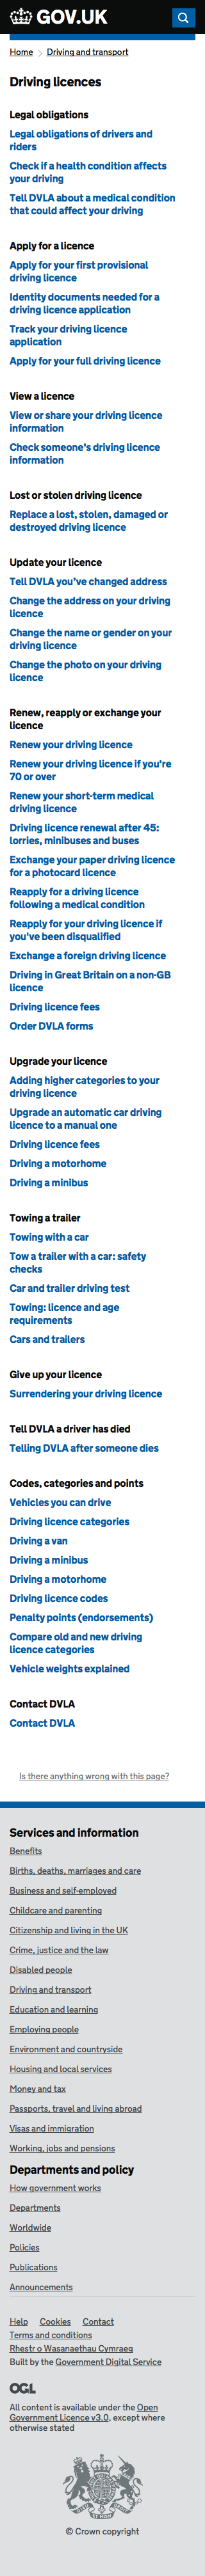 GOV.UK
Home > Driving and transport
Driving licences
Legal obligations
Legal obligations of drivers and
riders
Check if a health condition affects
your driving
Tell DVLA about a medical condition
that could affect your driving
Apply for a licence
Apply for your first provisional
driving licence
Identity documents needed for a
driving licence application
Track your driving licence
application
Apply for your full driving licence
View a licence
View or share your driving licence
information
Check someone's driving licence
information
Lost or stolen driving licence
Replace a lost, stolen, damaged or
destroyed driving licence
Update your licence
Tell DVLA you've changed address
Change the address on your driving
licence
Change the name or gender on your
driving licence
Change the photo on your driving
licence
Renew, reapply or exchange your
licence
Renew your driving licence
Renew your driving licence if you're
70 or over
Renew your short-term medical
driving licence
Driving licence renewal after 45:
lorries, minibuses and buses
Exchange your paper driving licence
for a photocard licence
Reapply for a driving licence
following a medical condition
Reapply for your driving licence if
you've been disqualified
Exchange a foreign driving licence
Driving in Great Britain on a non-GB
licence
Driving licence fees
Order DVLA forms
Upgrade your licence
Adding higher categories to your
driving licence
Upgrade an automatic car driving
licence to a manual one
Driving licence fees
Driving a motorhome
Driving a minibus
Towing a trailer
Towing with a car
Tow a trailer with a car: safety
checks
Car and trailer driving test
Towing: licence and age
requirements
Cars and trailers
Give up your licence
Surrendering your driving licence
Tell DVLA a driver has died
Telling DVLA after someone dies
Codes, categories and points
Vehicles you can drive
Driving licence categories
Driving a van
Driving a minibus
Driving a motorhome
Driving licence codes
Penalty points (endorsements)
Compare old and new driving
licence categories
Vehicle weights explained
Contact DVLA
Contact DVLA
Is there anything wrong with this page?
Services and information
Benefits
Births, deaths, marriages and care
Business and self-employed
Childcare and parenting
Citizenship and living in the UK
Crime, justice and the law
Disabled people
Driving and transport
Education and learning
Employing people
Environment and countryside
Housing and local services
Money and tax
Passports, travel and living abroad
Visas and immigration
Working, jobs and pensions
Departments and policy
How government works
Departments
Worldwide
Policies
Publications
Announcements
Help Cookies Contact
Terms and conditions
Rhestr o Wasanaethau Cymraeg
Built by the Government Digital Service
OGL
All content is available under the Open
Government Licence v3.0, except where
otherwise stated
© Crown copyright